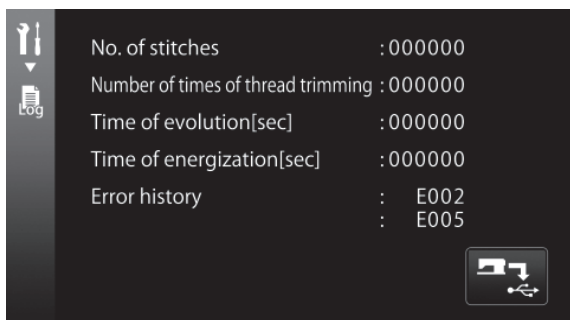 Log
No. of stitches :000000
Number of times of thread trimming :000000
Time of evolution[sec] :000000
Time of energization[sec] :000000
Error history : E002
: E005